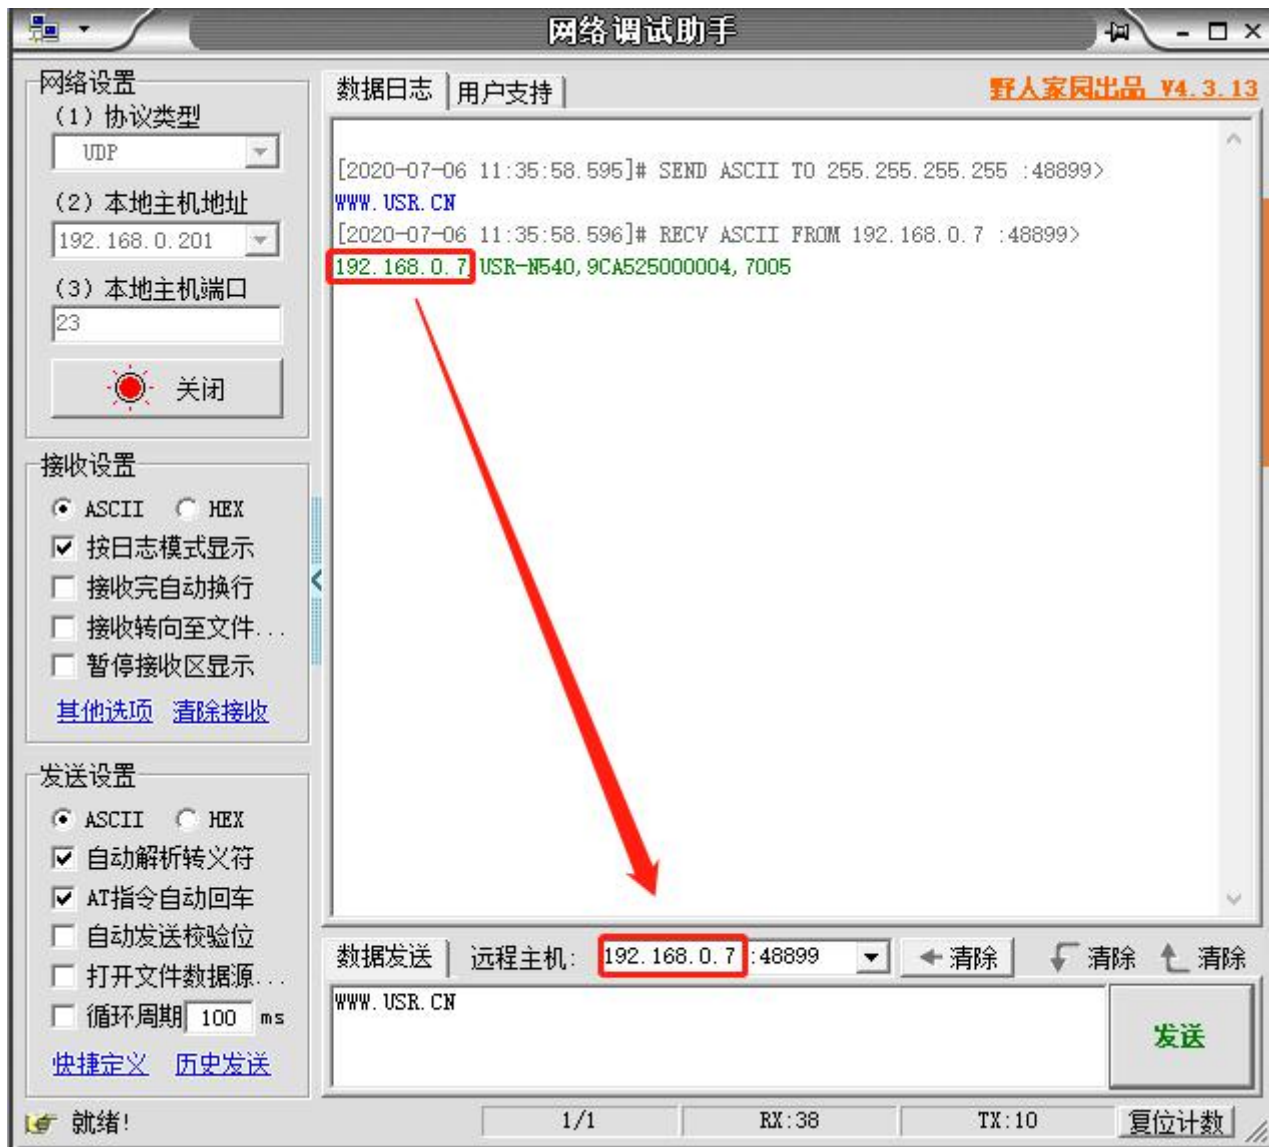 网络调试助手
网络设置
(1) 协议类型
UDP
(2) 本地主机地址
192.168.0.201
(3) 本地主机端口
23
关闭
接收设置
ASCII HEX
按日志模式显示
接收完自动换行
接收转向至文件...
暂停接收区显示
其他选项 清除接收
发送设置
ASCII HEX
自动解析转义符
AT指令自动回车
自动发送校验位
打开文件数据源...
循环周期 100 ms
快捷定义 历史发送
数据日志 用户支持 野人家园出品 V4.3.13
[2020-07-06 11:35:58.595]# SEND ASCII TO 255.255.255.255 :48899>
WWW.USR.CN
[2020-07-06 11:35:58.596]# RECV ASCII FROM 192.168.0.7 :48899>
192.168.0.7,USR-N540,9CA525000004,7005
数据发送 远程主机: 192.168.0.7 :48899 清除 清除 清除
WWW.USR.CN
发送
就绪! 1/1 RX:38 TX:10 复位计数